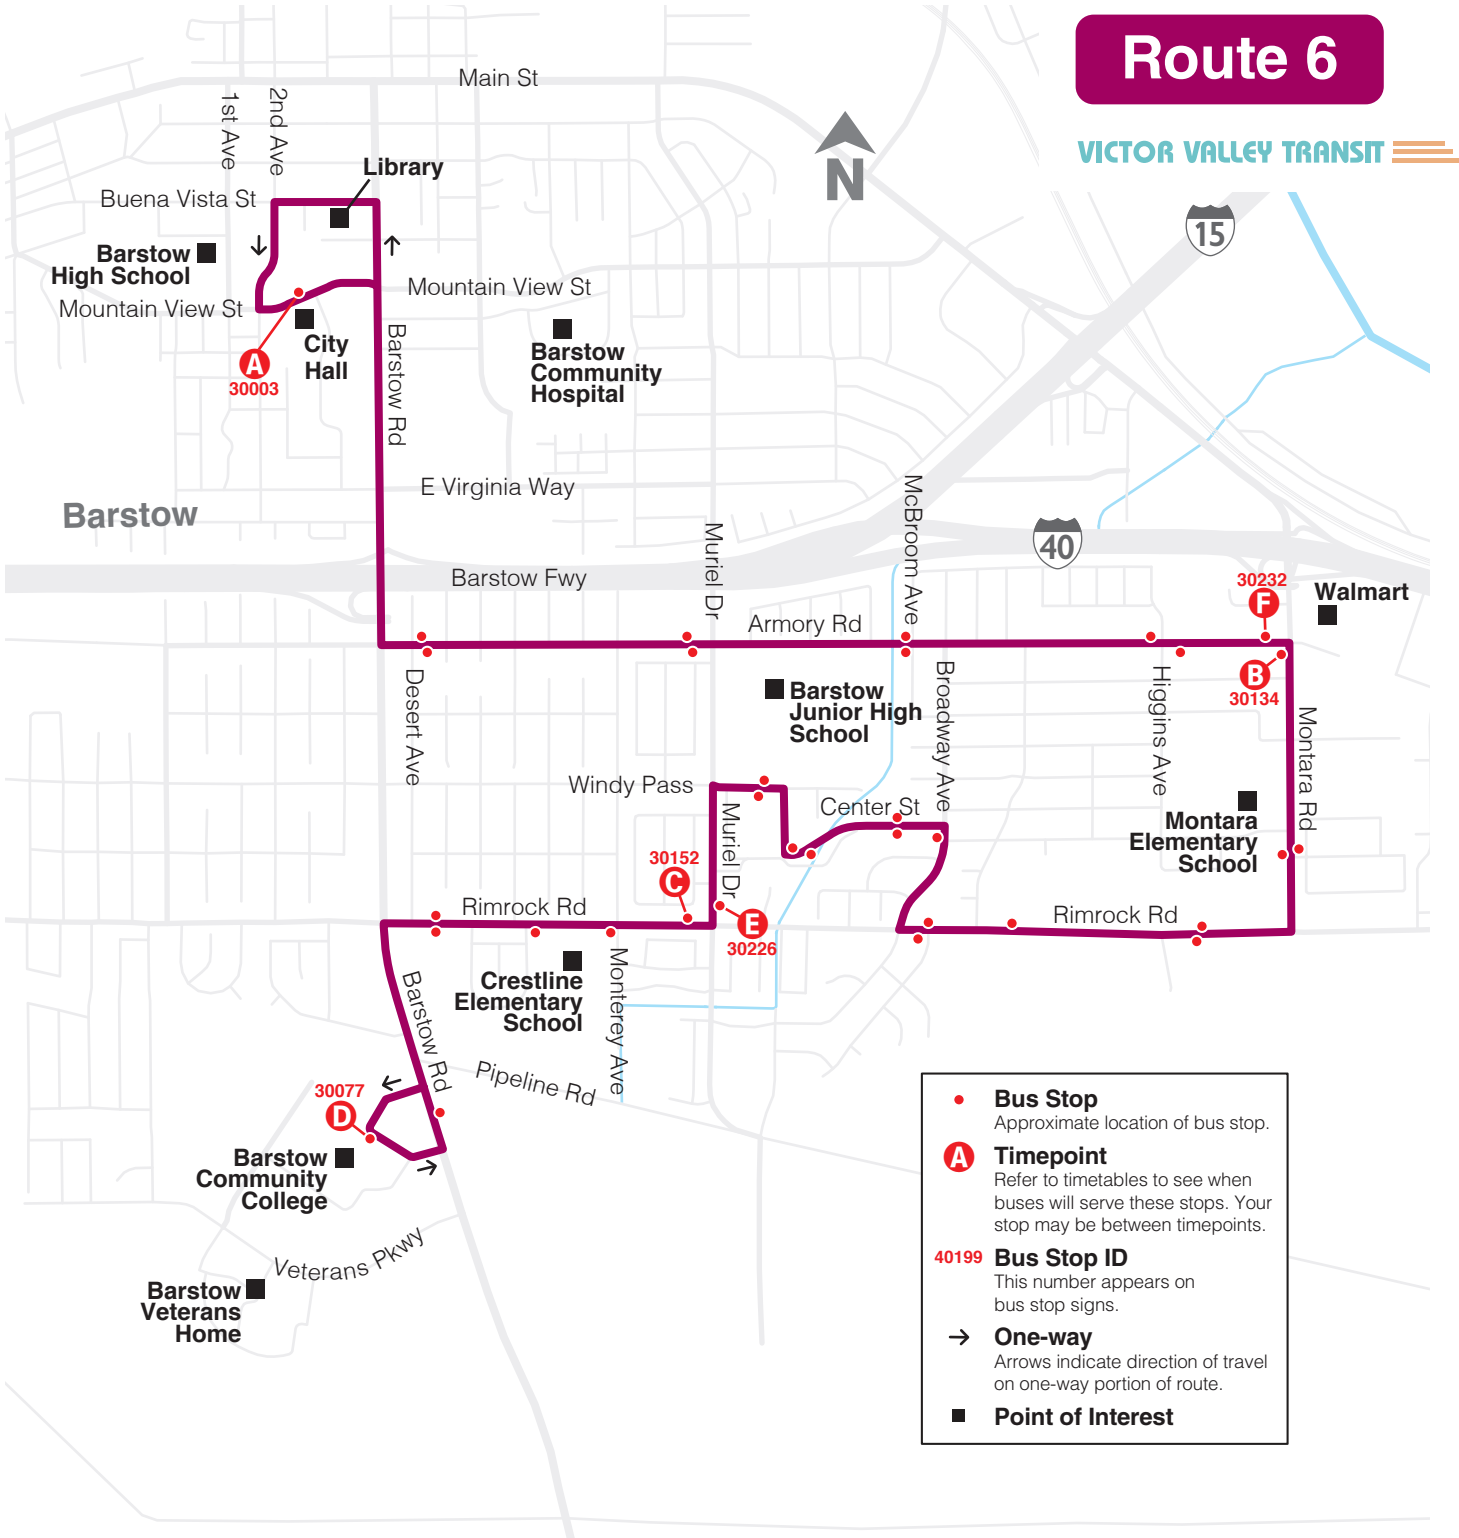 Route 6
VICTOR VALLEY TRANSIT
Main St
1st Ave
2nd Ave
Library
N
Buena Vista St
15
Barstow
High School
Mountain View St
Mountain View St
City
Hall
A
30003
Barstow Rd
Barstow
Community
Hospital
E Virginia Way
Barstow
McBroom Ave
Muriel Dr
40
Barstow Fwy
30232
F
Walmart
Armory Rd
Desert Ave
Barstow
Junior High
School
Broadway Ave
Higgins Ave
B
30134
Montara Rd
Windy Pass
Muriel Dr
Center St
Montara
Elementary
School
30152
C
Rimrock Rd
E
30226
Rimrock Rd
Crestline
Elementary
School
Monterey Ave
Barstow Rd
Pipeline Rd
30077
D
Barstow
Community
College
Veterans Pkwy
Barstow
Veterans
Home
Bus Stop
Approximate location of bus stop.
A
Timepoint
Refer to timetables to see when
buses will serve these stops. Your
stop may be between timepoints.
40199 Bus Stop ID
This number appears on
bus stop signs.
One-way
Arrows indicate direction of travel
on one-way portion of route.
Point of Interest